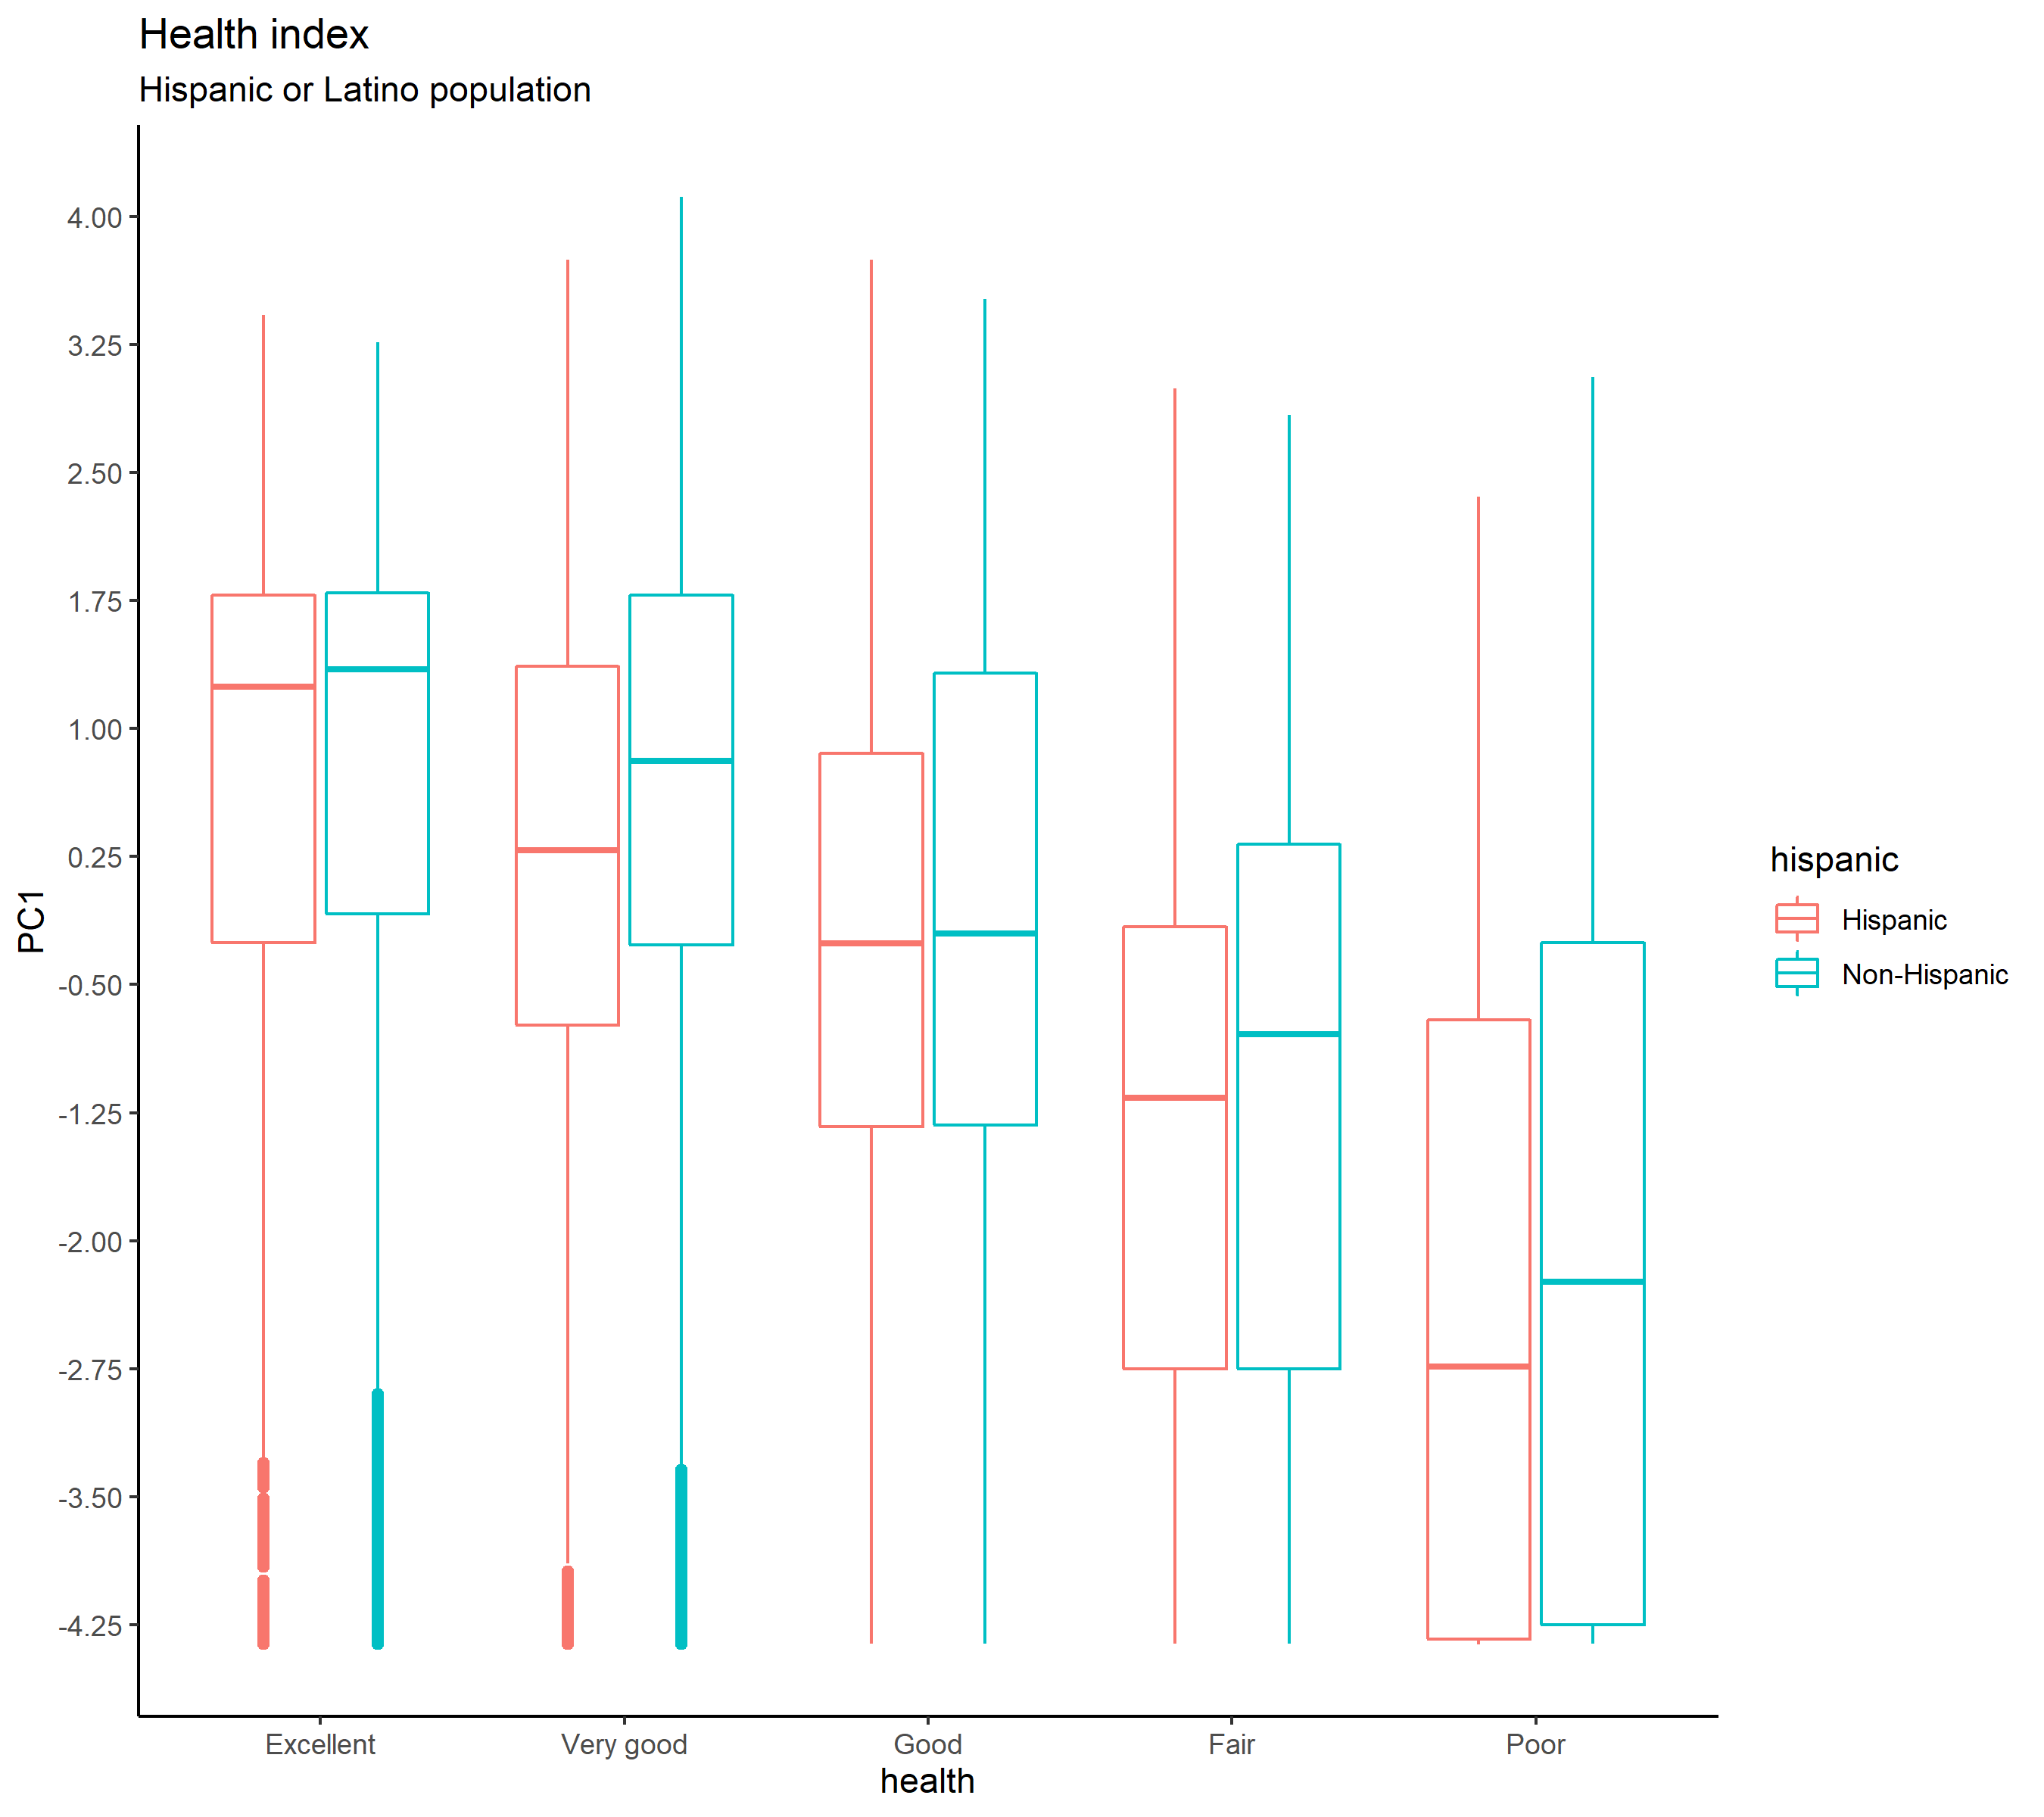 Health index
Hispanic or Latino population
4.00
3.25
2.50
1.75
1.00
0.25
-0.50
-1.25
-2.00
-2.75
-3.50
-4.25
PC1
Excellent
Very good
Good
Fair
Poor
health
hispanic
Hispanic
Non-Hispanic